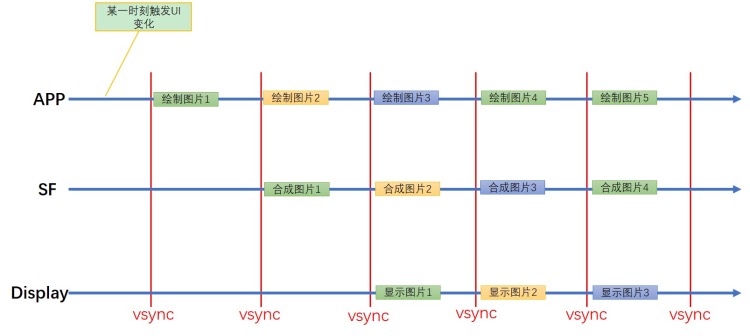 某一时刻触发UI
变化
APP
绘制图片1
绘制图片2
绘制图片3
绘制图片4
绘制图片5
SF
合成图片1
合成图片2
合成图片3
合成图片4
Display
显示图片1
显示图片2
显示图片3
vsync
vsync
vsync
vsync
vsync
vsync